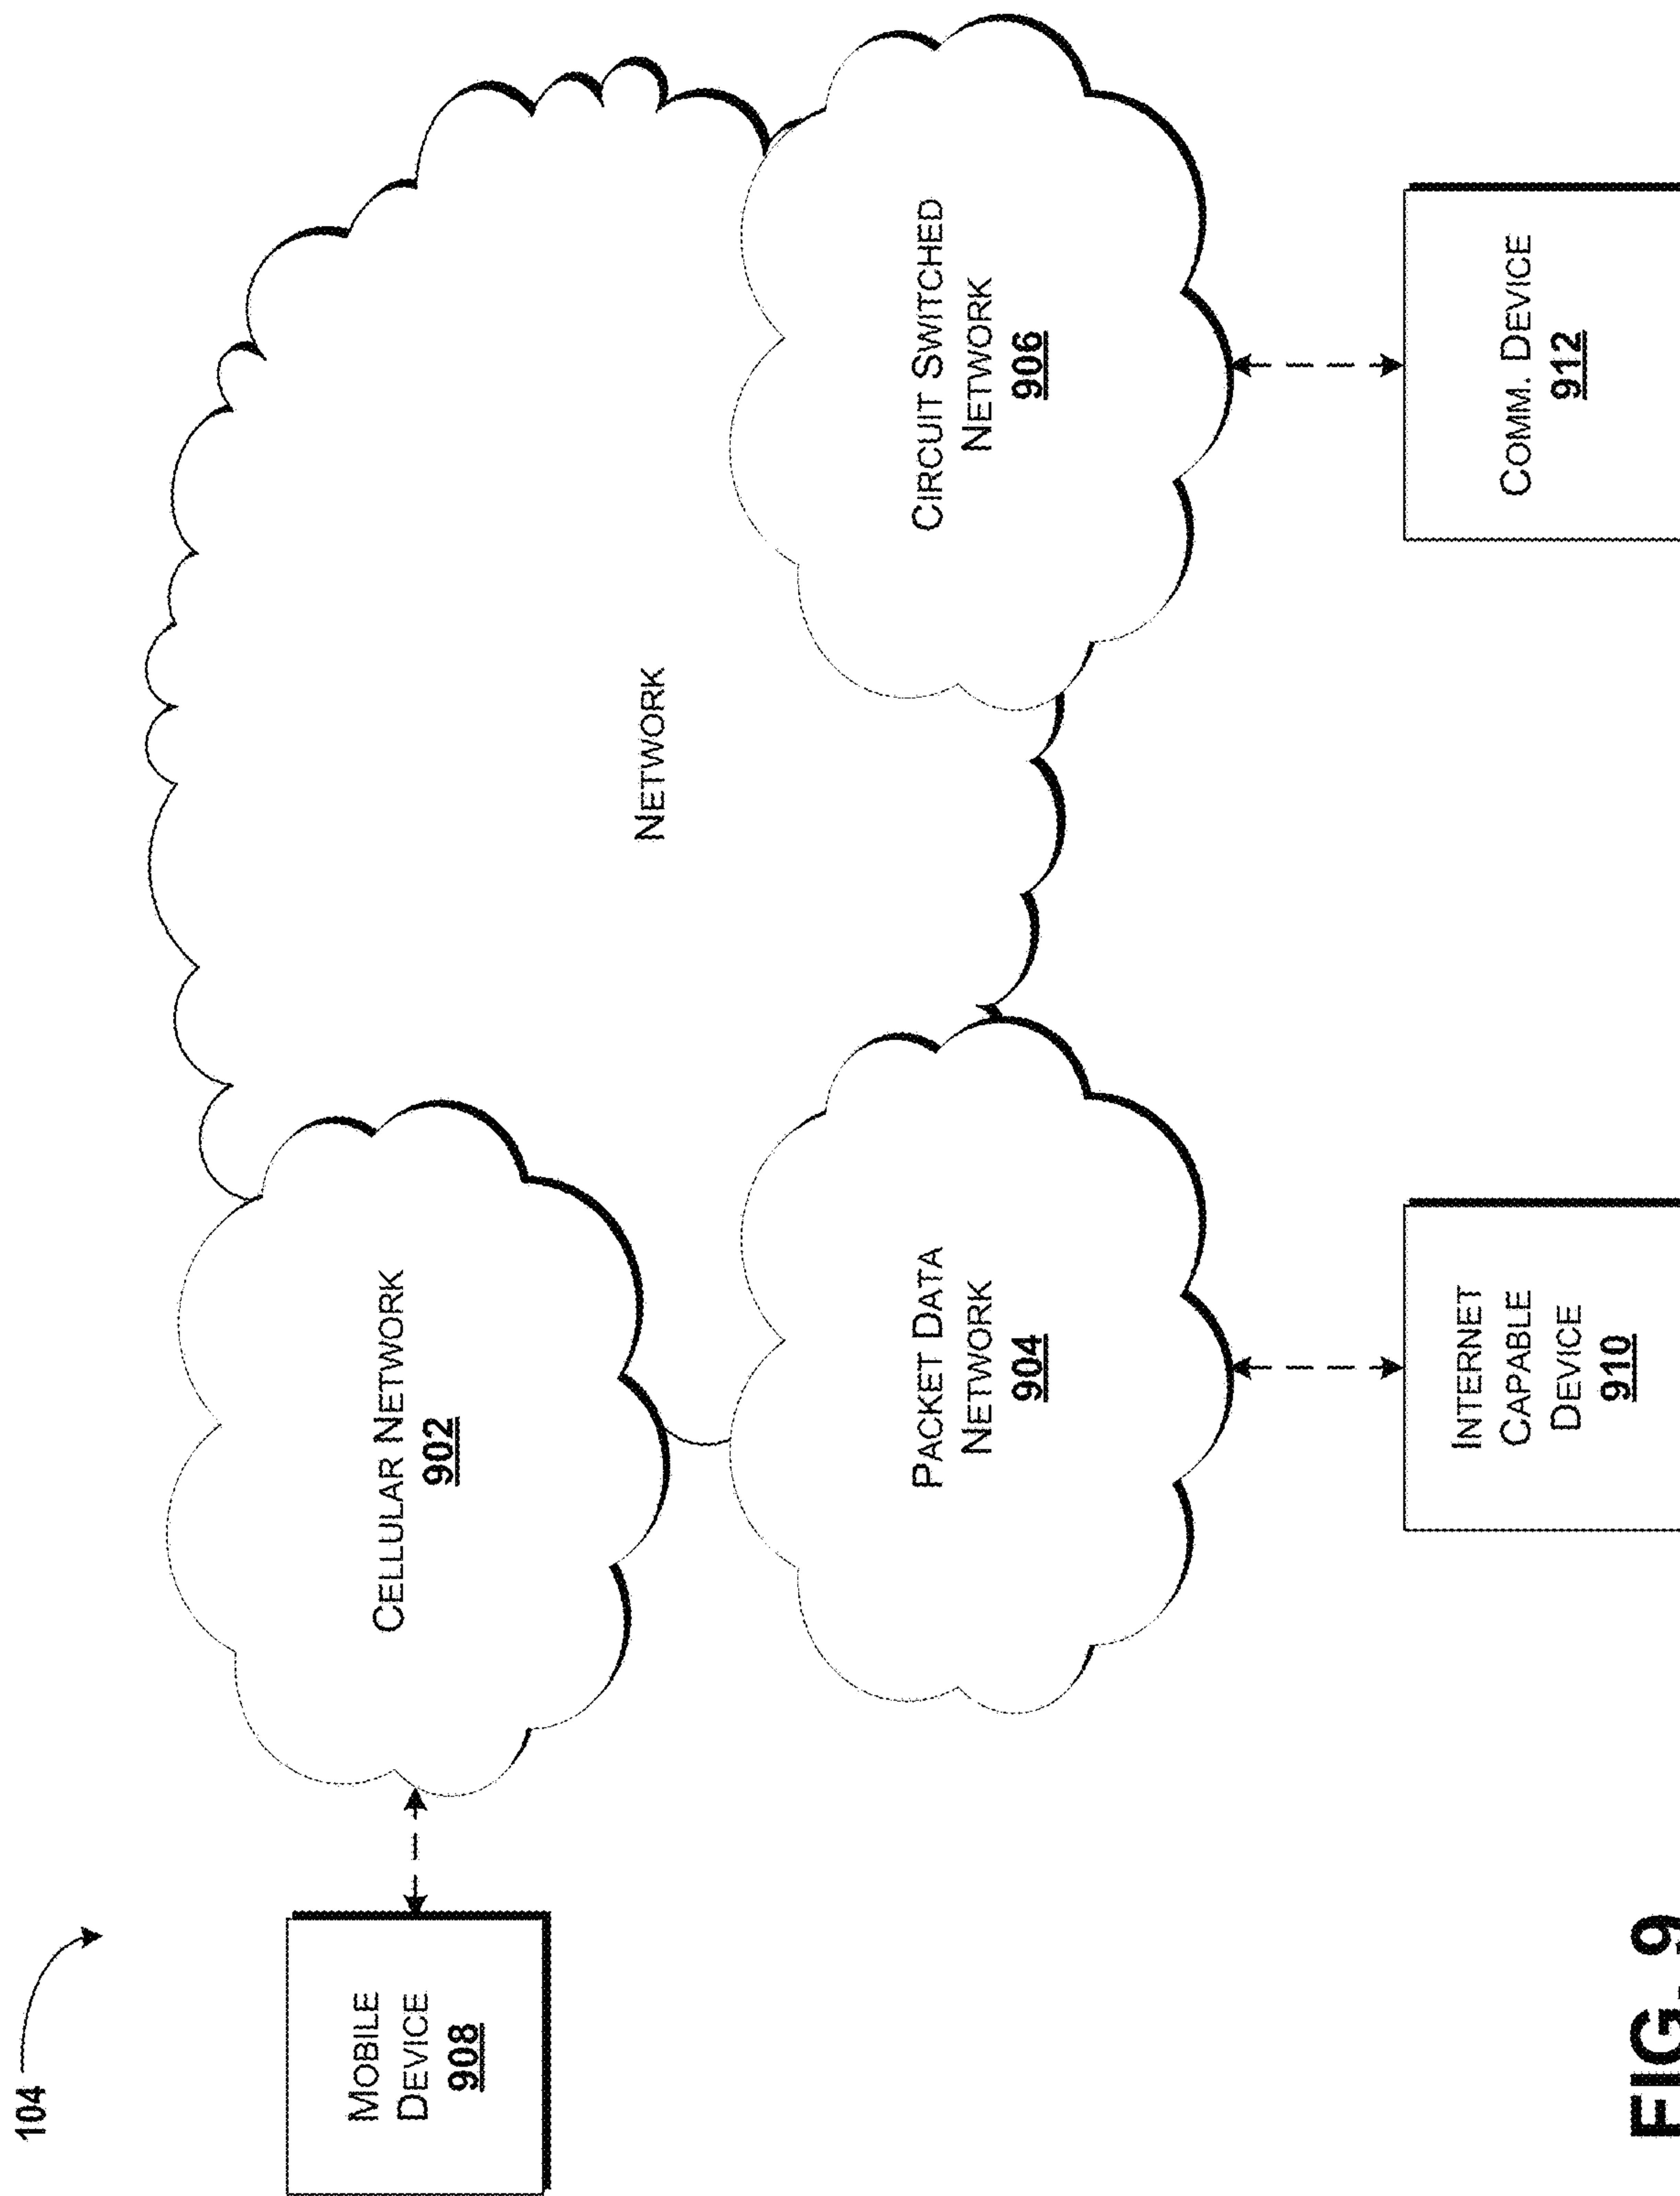 104
MOBILE
DEVICE
908
CELLULAR NETWORK
902
NETWORK
PACKET DATA
NETWORK
904
CIRCUIT SWITCHED
NETWORK
906
INTERNET
CAPABLE
DEVICE
910
COMM. DEVICE
912
FIG. 9